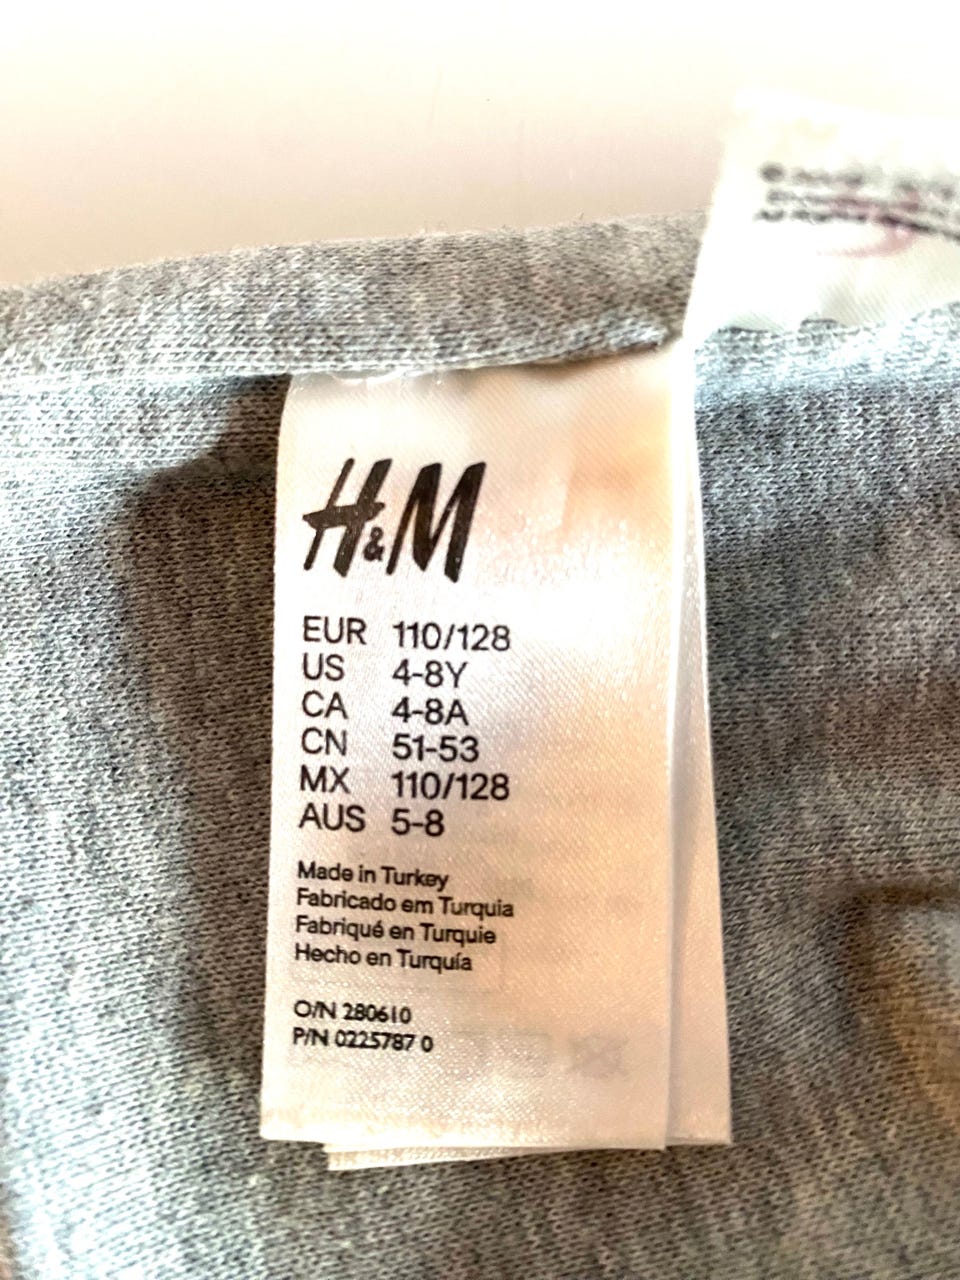 H&M
EUR 110/128
US 4-8Y
CA 4-8A
CN 51-53
MX 110/128
AUS 5-8
Made in Turkey
Fabricado em Turquia
Fabriqué en Turquie
Hecho en Turquía
O/N 280610
P/N 0225787 0